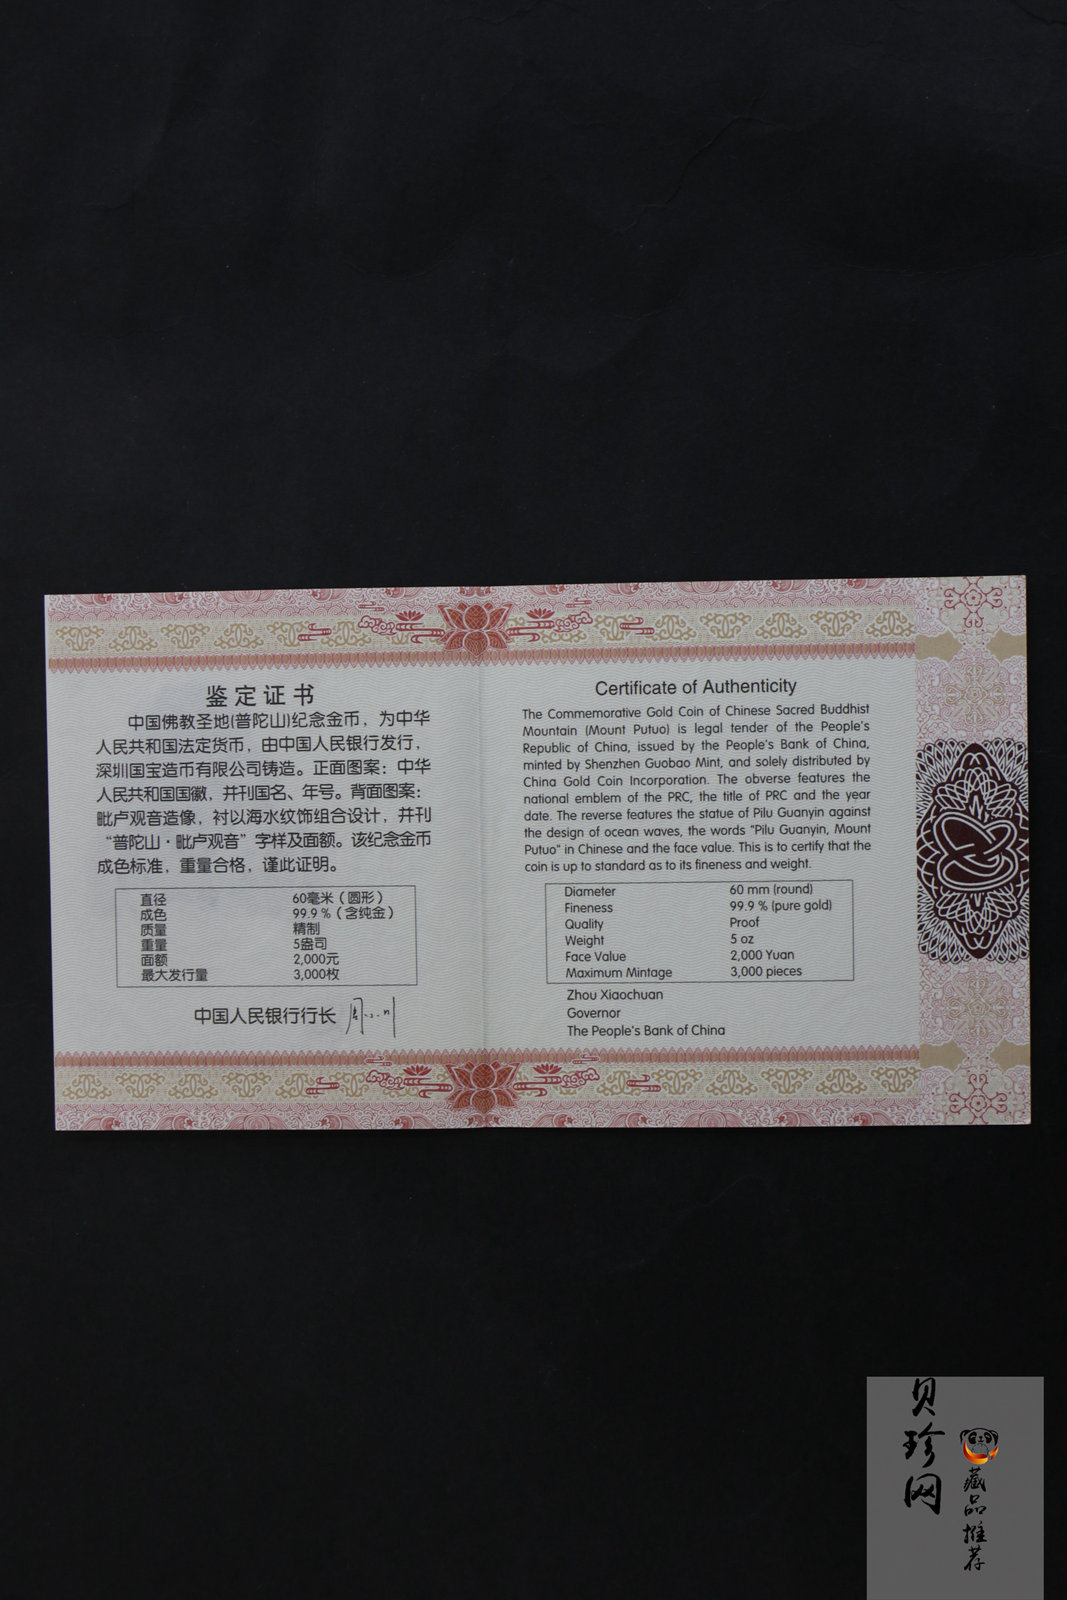 鉴定证书
中国佛教圣地(普陀山)纪念金币，为中华
人民共和国法定货币，由中国人民银行发行，
深圳国宝造币有限公司铸造。正面图案：中华
人民共和国国徽，并刊国名、年号。背面图案：
毗卢观音造像，衬以海水纹饰组合设计，并刊
“普陀山·毗卢观音”字样及面额。该纪念金币
成色标准，重量合格，谨此证明。
直径 60毫米（圆形）
成色 99.9 %（含纯金）
质量 精制
重量 5盎司
面额 2,000元
最大发行量 3,000枚
中国人民银行行长
Certificate of Authenticity
The Commemorative Gold Coin of Chinese Sacred Buddhist
Mountain (Mount Putuo) is legal tender of the People's
Republic of China, issued by the People's Bank of China,
minted by Shenzhen Guobao Mint, and solely distributed by
China Gold Coin Incorporation. The obverse features the
national emblem of the PRC, the title of PRC and the year
date. The reverse features the statue of Pilu Guanyin against
the design of ocean waves, the words "Pilu Guanyin, Mount
Putuo" in Chinese and the face value. This is to certify that the
coin is up to standard as to its fineness and weight.
Diameter 60 mm (round)
Fineness 99.9 % (pure gold)
Quality Proof
Weight 5 oz
Face Value 2,000 Yuan
Maximum Mintage 3,000 pieces
Zhou Xiaochuan
Governor
The People's Bank of China
贝珍网
藏品推荐